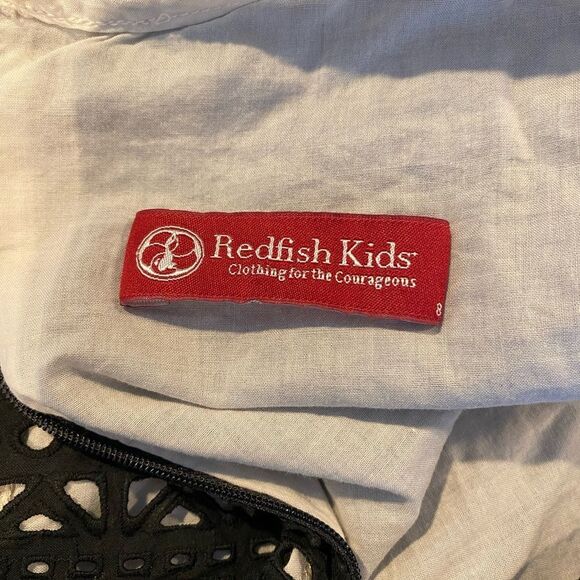 Redfish Kids+
Clothing for the Courageous
8